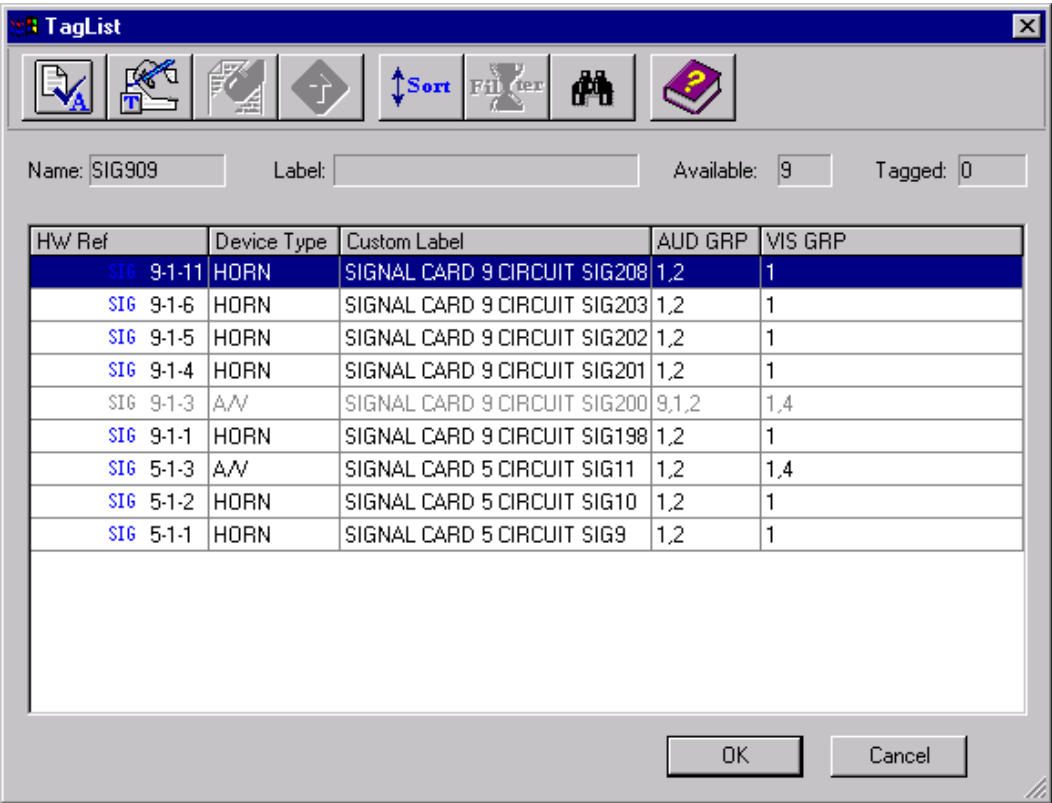 TagList
A T Sort Filter ?
Name: SIG909 Label: Available: 9 Tagged: 0
HW Ref Device Type Custom Label AUD GRP VIS GRP
SIG 9-1-11 HORN SIGNAL CARD 9 CIRCUIT SIG208 1,2 1
SIG 9-1-6 HORN SIGNAL CARD 9 CIRCUIT SIG203 1,2 1
SIG 9-1-5 HORN SIGNAL CARD 9 CIRCUIT SIG202 1,2 1
SIG 9-1-4 HORN SIGNAL CARD 9 CIRCUIT SIG201 1,2 1
SIG 9-1-3 A/V SIGNAL CARD 9 CIRCUIT SIG200 9,1,2 1,4
SIG 9-1-1 HORN SIGNAL CARD 9 CIRCUIT SIG198 1,2 1
SIG 5-1-3 A/V SIGNAL CARD 5 CIRCUIT SIG11 1,2 1,4
SIG 5-1-2 HORN SIGNAL CARD 5 CIRCUIT SIG10 1,2 1
SIG 5-1-1 HORN SIGNAL CARD 5 CIRCUIT SIG9 1,2 1
OK Cancel